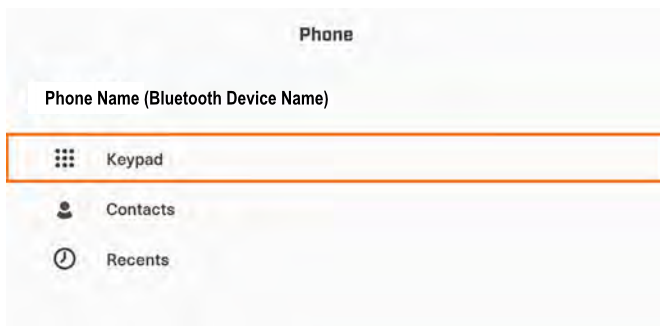 Phone
Phone Name (Bluetooth Device Name)
Keypad
Contacts
Recents